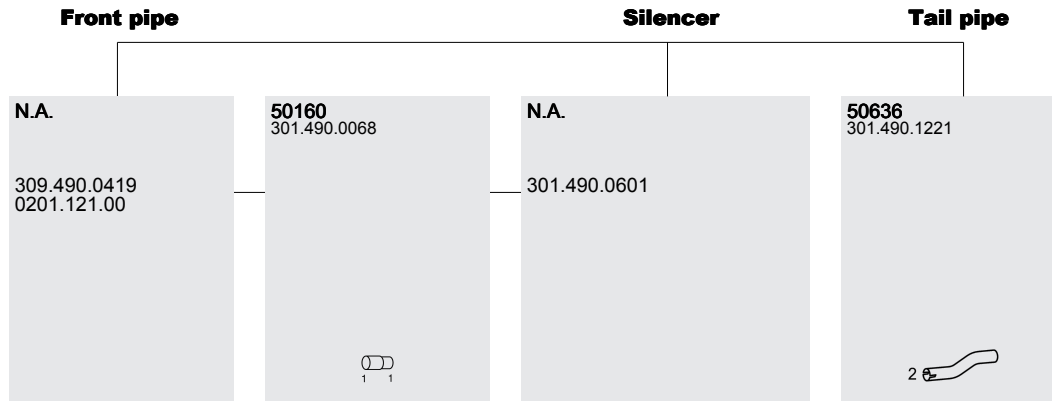 Front pipe
Silencer
Tail pipe
N.A.
309.490.0419
0201.121.00
50160
301.490.0068
1 1
N.A.
301.490.0601
50636
301.490.1221
2